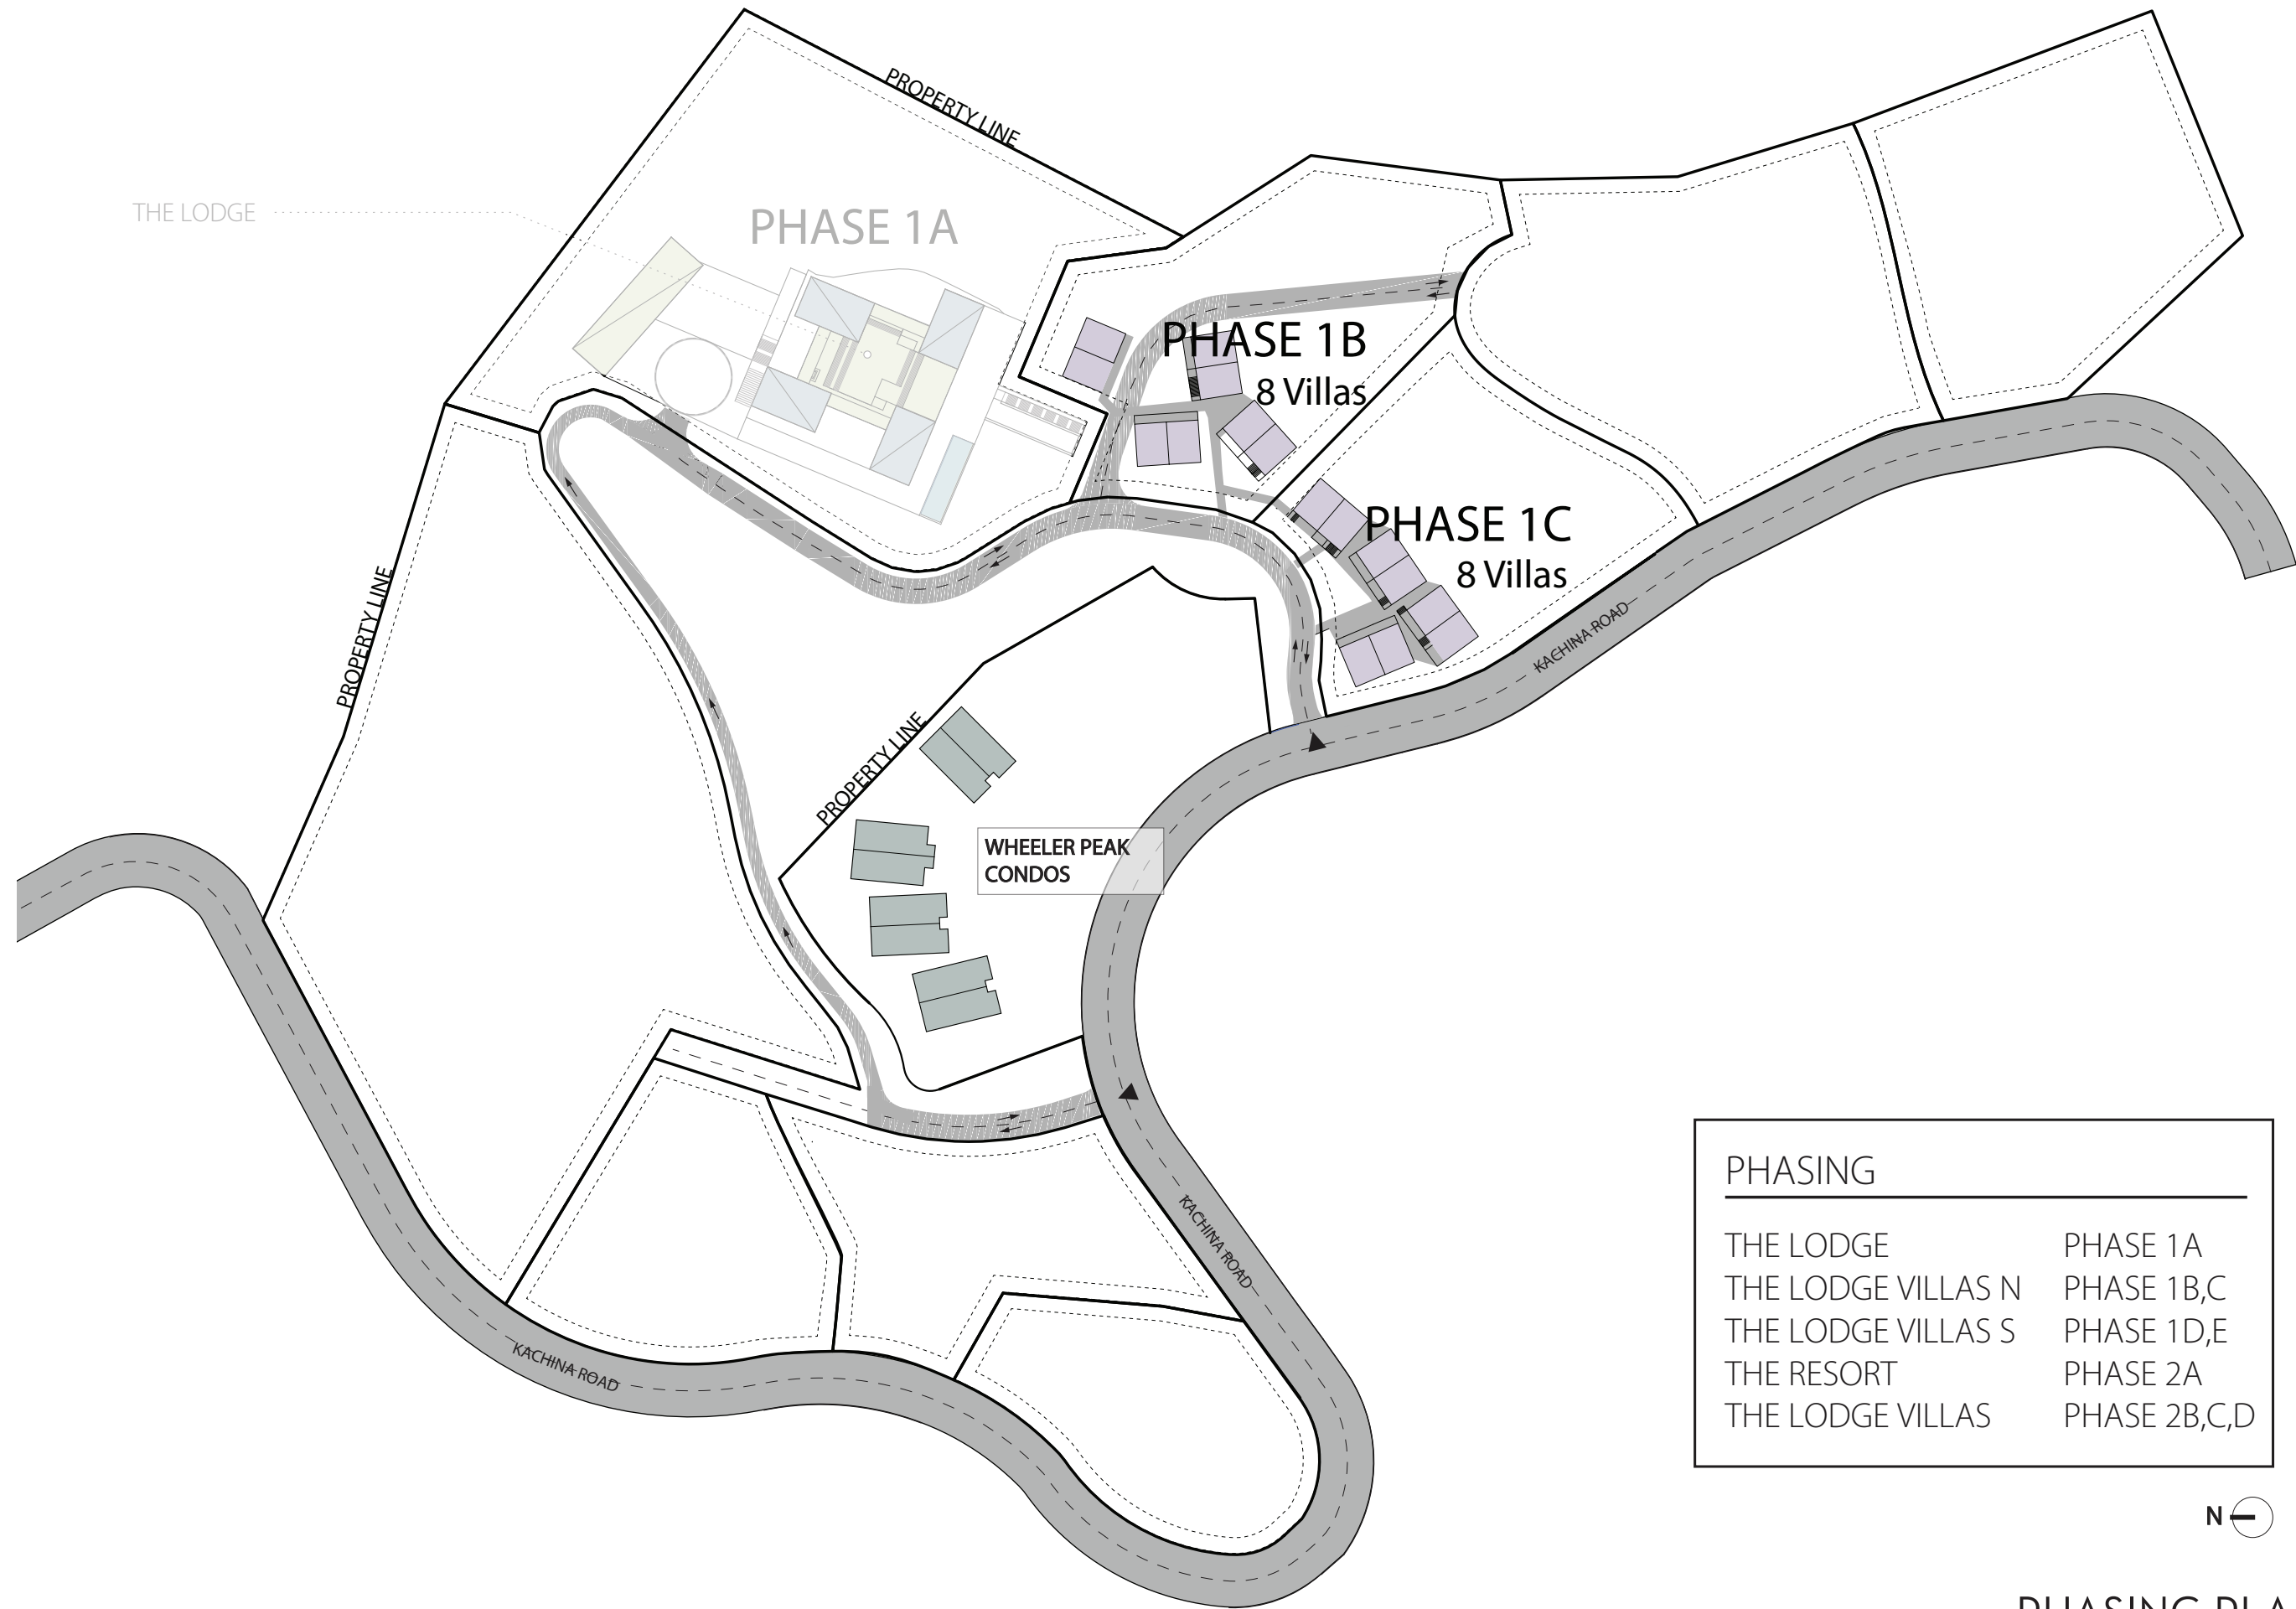 PROPERTY LINE
THE LODGE
PHASE 1A
PHASE 1B
8 Villas
PHASE 1C
8 Villas
PROPERTY LINE
KACHINA ROAD
PROPERTY LINE
WHEELER PEAK
CONDOS
KACHINA ROAD
KACHINA ROAD
PHASING
THE LODGE PHASE 1A
THE LODGE VILLAS N PHASE 1B,C
THE LODGE VILLAS S PHASE 1D,E
THE RESORT PHASE 2A
THE LODGE VILLAS PHASE 2B,C,D
N
PHASING